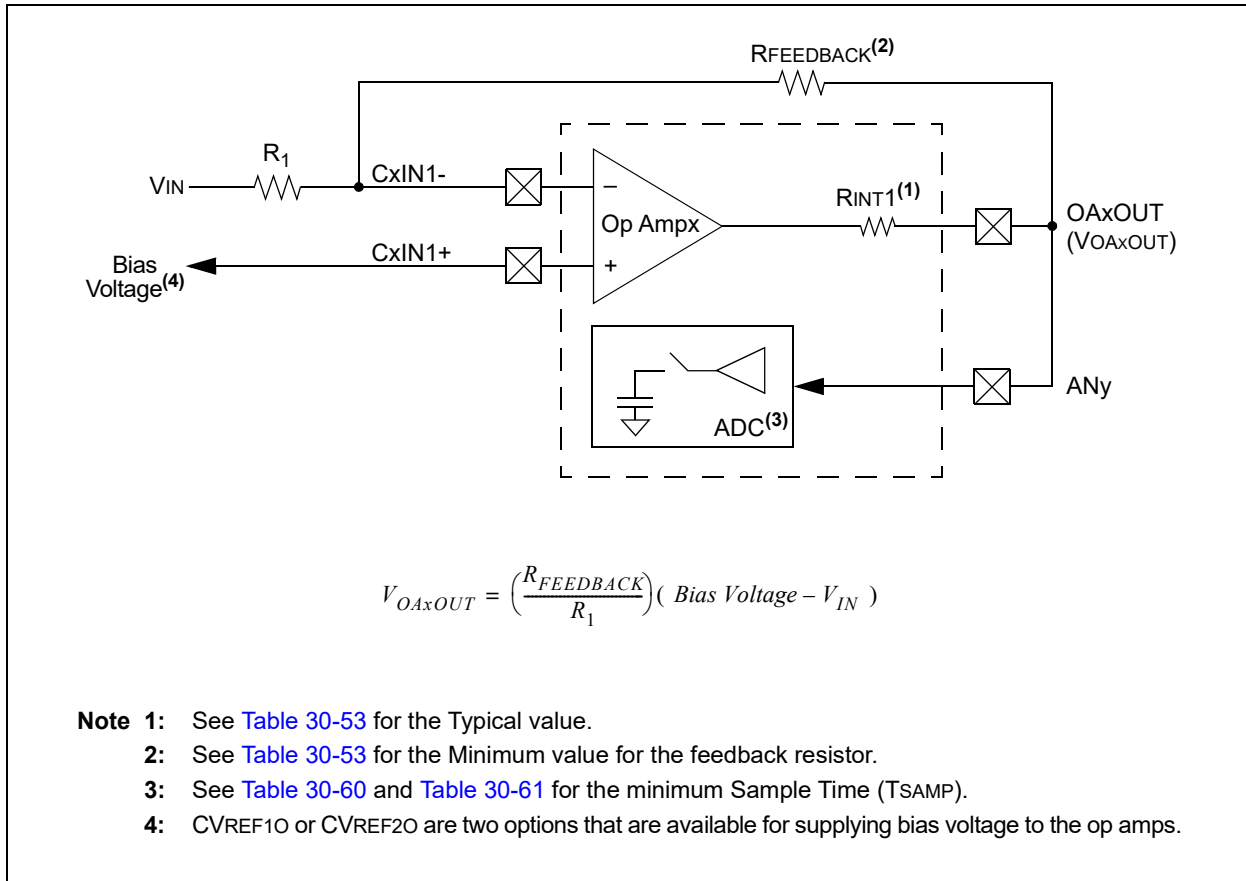 RFEEDBACK(2)
R1
VIN
CxIN1-
–
Op Ampx
RINT1(1)
OAxOUT
(VOAxOUT)
Bias
Voltage(4)
CxIN1+
+
ADC(3)
ANy
V_OAxOUT = (R_FEEDBACK / R_1) ( Bias Voltage – V_IN )
Note 1: See Table 30-53 for the Typical value.
2: See Table 30-53 for the Minimum value for the feedback resistor.
3: See Table 30-60 and Table 30-61 for the minimum Sample Time (TSAMP).
4: CVREF1O or CVREF2O are two options that are available for supplying bias voltage to the op amps.